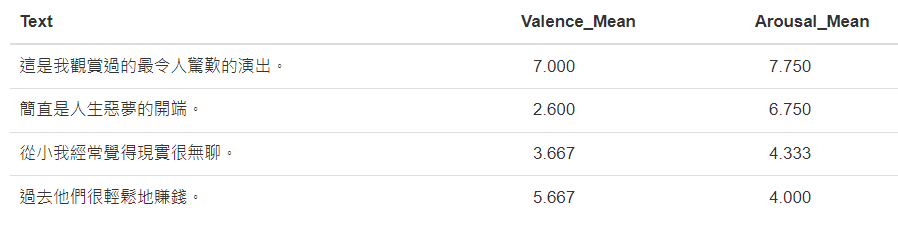 Text Valence_Mean Arousal_Mean
這是我觀賞過的最令人驚歎的演出。 7.000 7.750
簡直是人生惡夢的開端。 2.600 6.750
從小我經常覺得現實很無聊。 3.667 4.333
過去他們很輕鬆地賺錢。 5.667 4.000